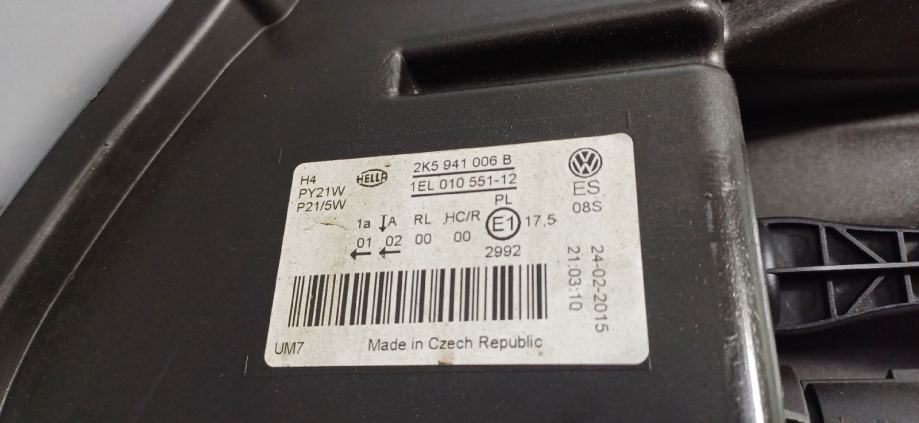 H4
PY21W
P21/5W
HELLA
2K5 941 006 B
1EL 010 551-12
VW
ES
08S
PL
1a A RL HC/R E1 17,5
01 02 00 00
2992
24-02-2015
21:03:10
UM7
Made in Czech Republic